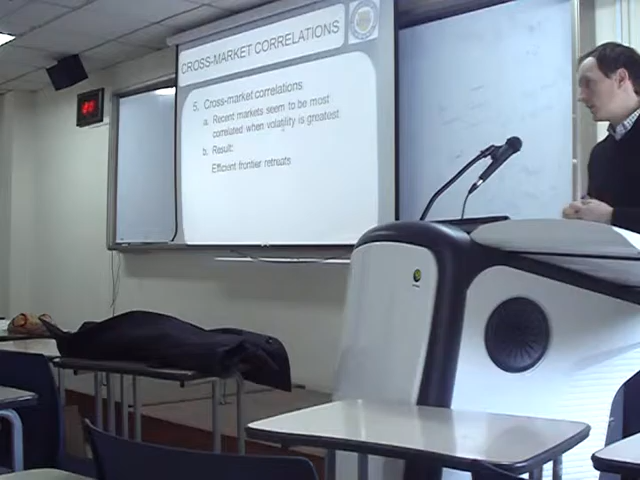 CROSS-MARKET CORRELATIONS
5. Cross-market correlations
a. Recent markets seem to be most
correlated when volatility is greatest
b. Result:
Efficient frontier retreats